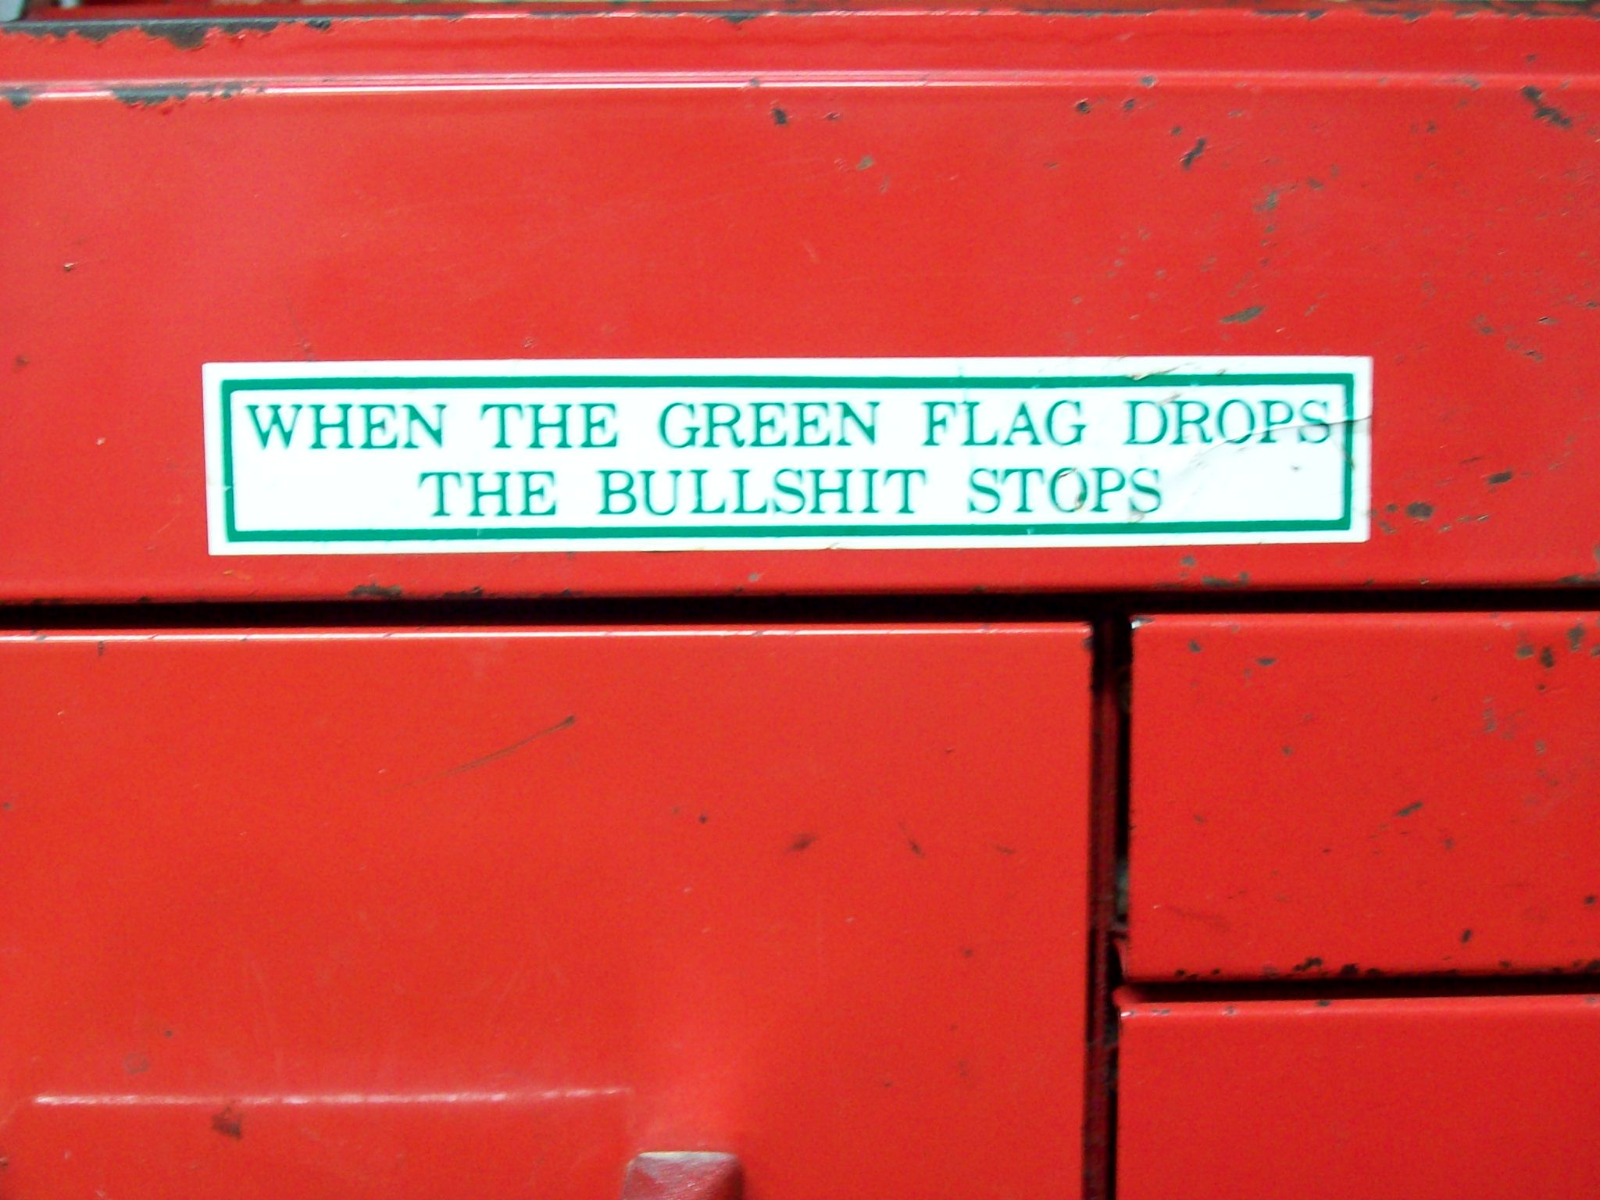 WHEN THE GREEN FLAG DROPS
THE BULLSHIT STOPS